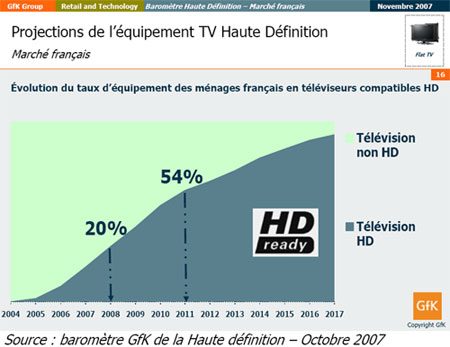 GfK Group
Retail and Technology
Baromètre Haute Définition – Marché français
Novembre 2007
Projections de l'équipement TV Haute Définition
Marché français
Flat TV
16
Évolution du taux d'équipement des ménages français en téléviseurs compatibles HD
Télévision
non HD
54%
20%
HD
ready
Télévision
HD
2004 2005 2006 2007 2008 2009 2010 2011 2012 2013 2014 2015 2016 2017
GfK
Copyright GfK
Source : baromètre GfK de la Haute définition – Octobre 2007